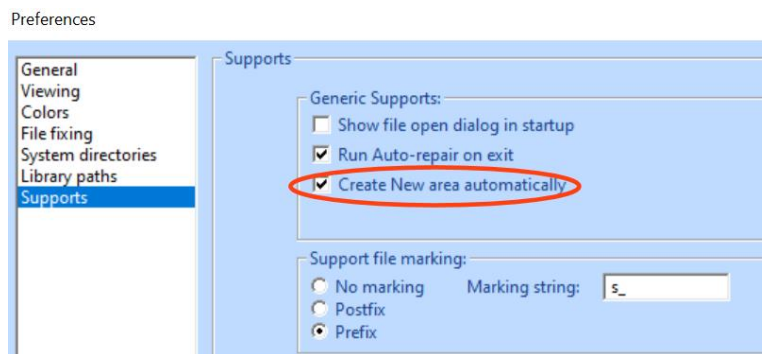 Preferences
General
Viewing
Colors
File fixing
System directories
Library paths
Supports
Supports
Generic Supports:
Show file open dialog in startup
Run Auto-repair on exit
Create New area automatically
Support file marking:
No marking Marking string: s_
Postfix
Prefix